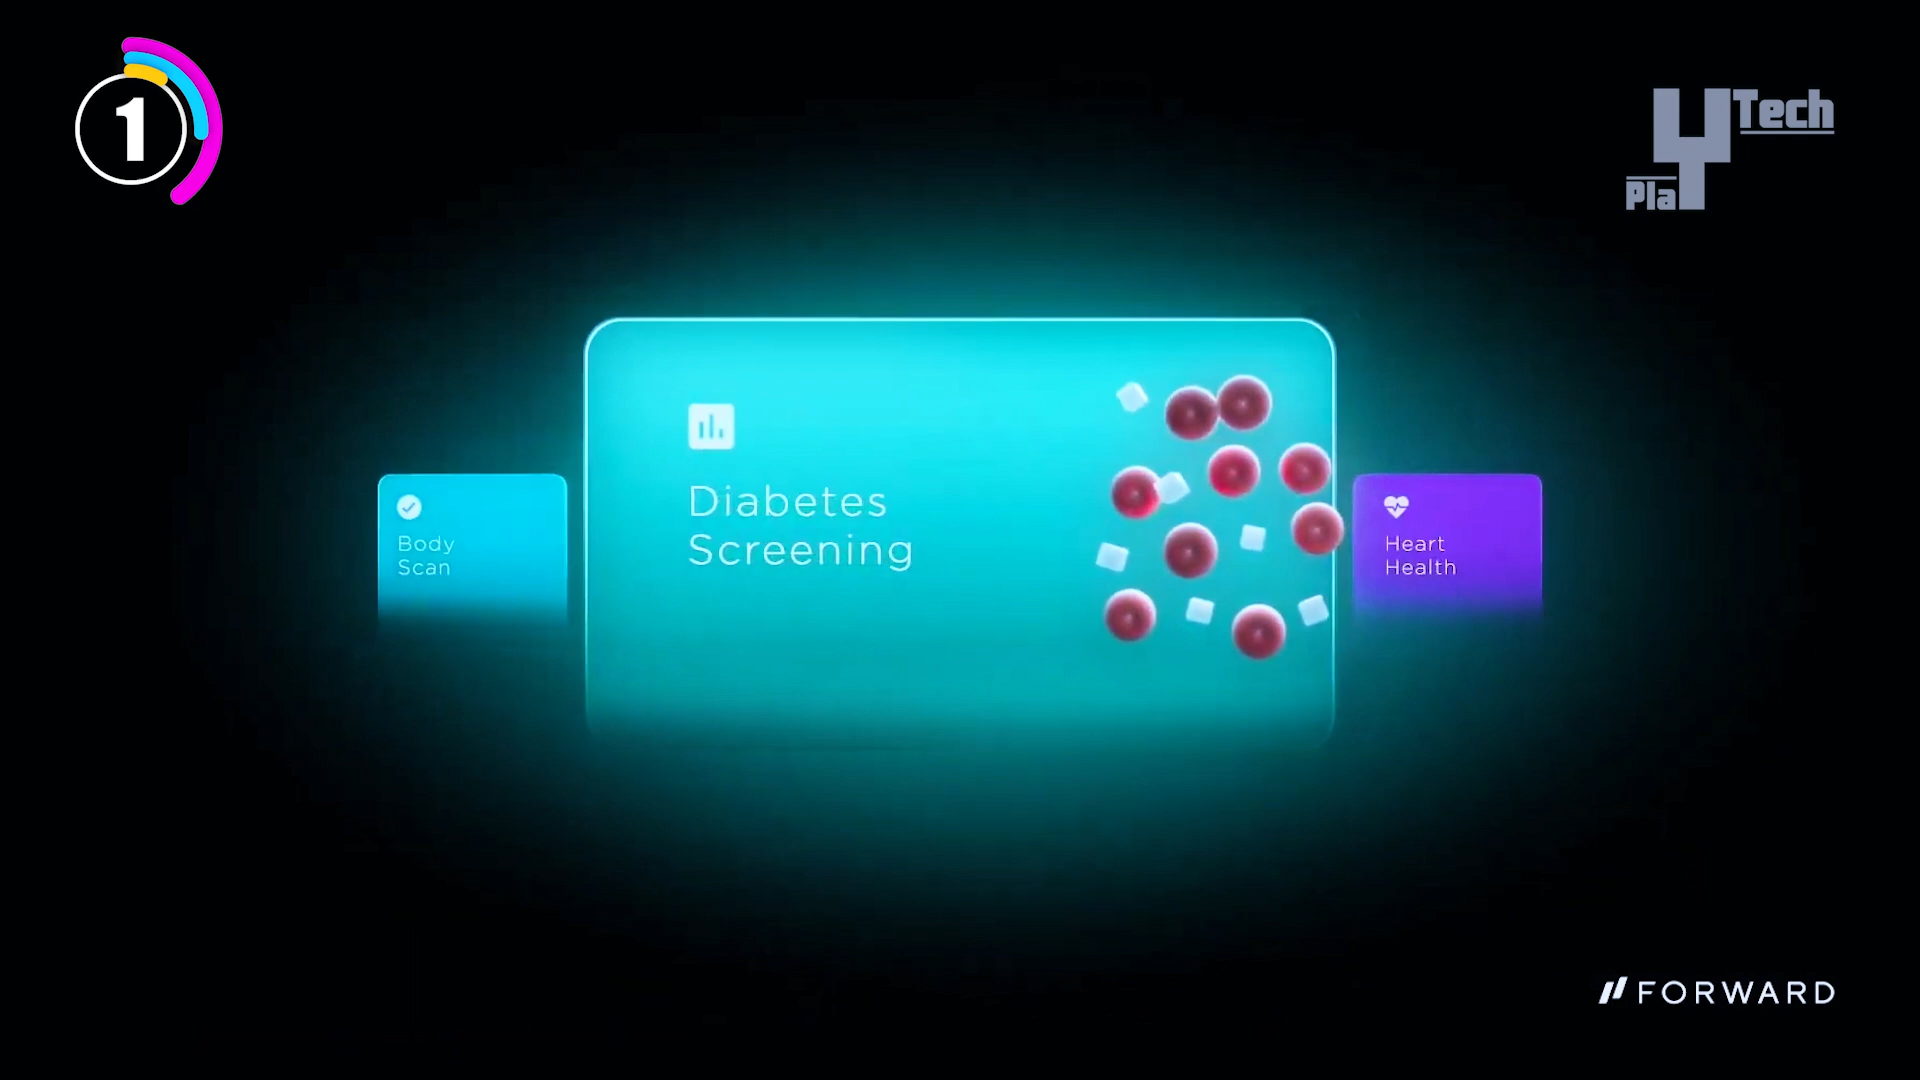 1
Tech
Y
Pla
Diabetes
Screening
Body
Scan
Heart
Health
FORWARD